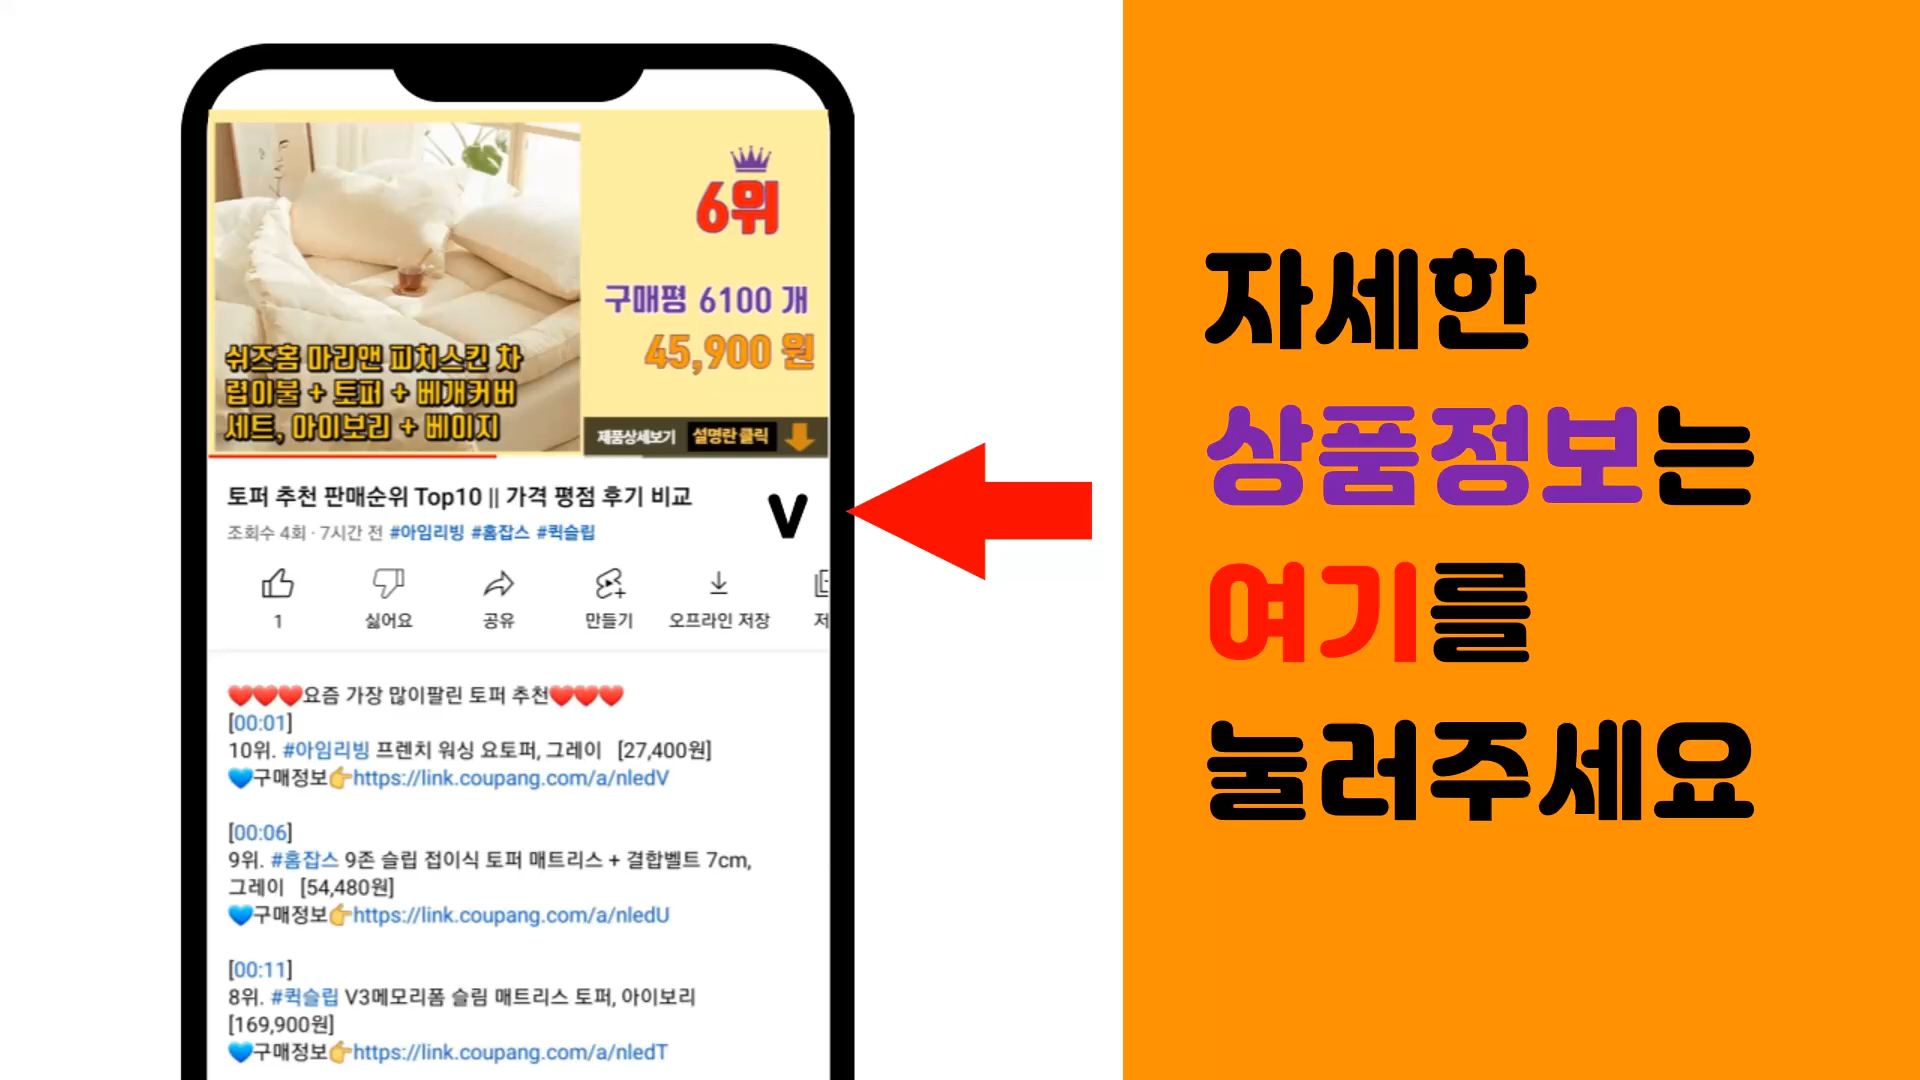 6위
구매평 6100 개
45,900 원
쉬즈홈 마리앤 피치스킨 차
렵이불 + 토퍼 + 베개커버
세트, 아이보리 + 베이지
제품상세보기 설명란 클릭
토퍼 추천 판매순위 Top10 || 가격 평점 후기 비교
V
조회수 4회 · 7시간 전 #아임리빙 #홈잡스 #퀵슬립
1 싫어요 공유 만들기 오프라인 저장 저
❤❤❤요즘 가장 많이팔린 토퍼 추천❤❤❤
[00:01]
10위. #아임리빙 프렌치 워싱 요토퍼, 그레이 [27,400원]
💙구매정보👉https://link.coupang.com/a/nledV
[00:06]
9위. #홈잡스 9존 슬립 접이식 토퍼 매트리스 + 결합벨트 7cm,
그레이 [54,480원]
💙구매정보👉https://link.coupang.com/a/nledU
[00:11]
8위. #퀵슬립 V3메모리폼 슬림 매트리스 토퍼, 아이보리
[169,900원]
💙구매정보👉https://link.coupang.com/a/nledT
자세한
상품정보는
여기를
눌러주세요